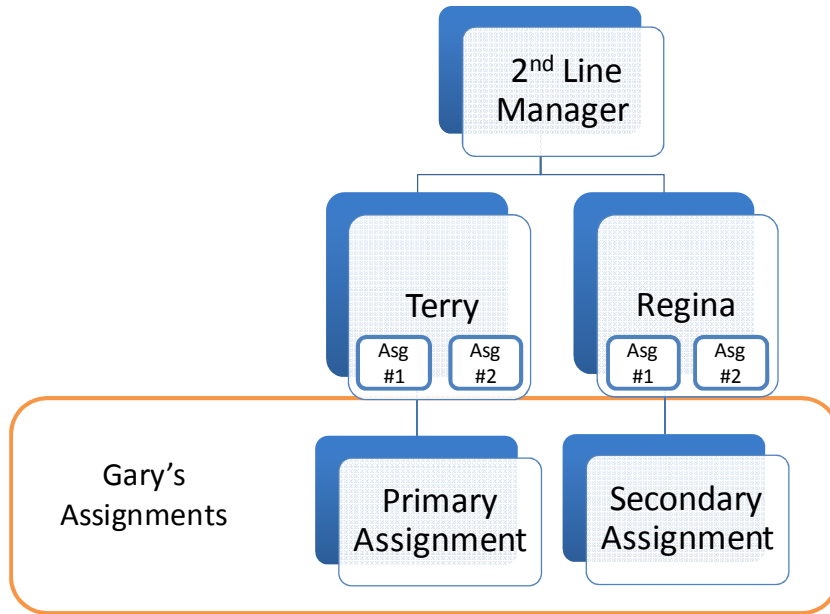 2nd Line
Manager
Terry
Regina
Asg
#1
Asg
#2
Asg
#1
Asg
#2
Gary’s
Assignments
Primary
Assignment
Secondary
Assignment